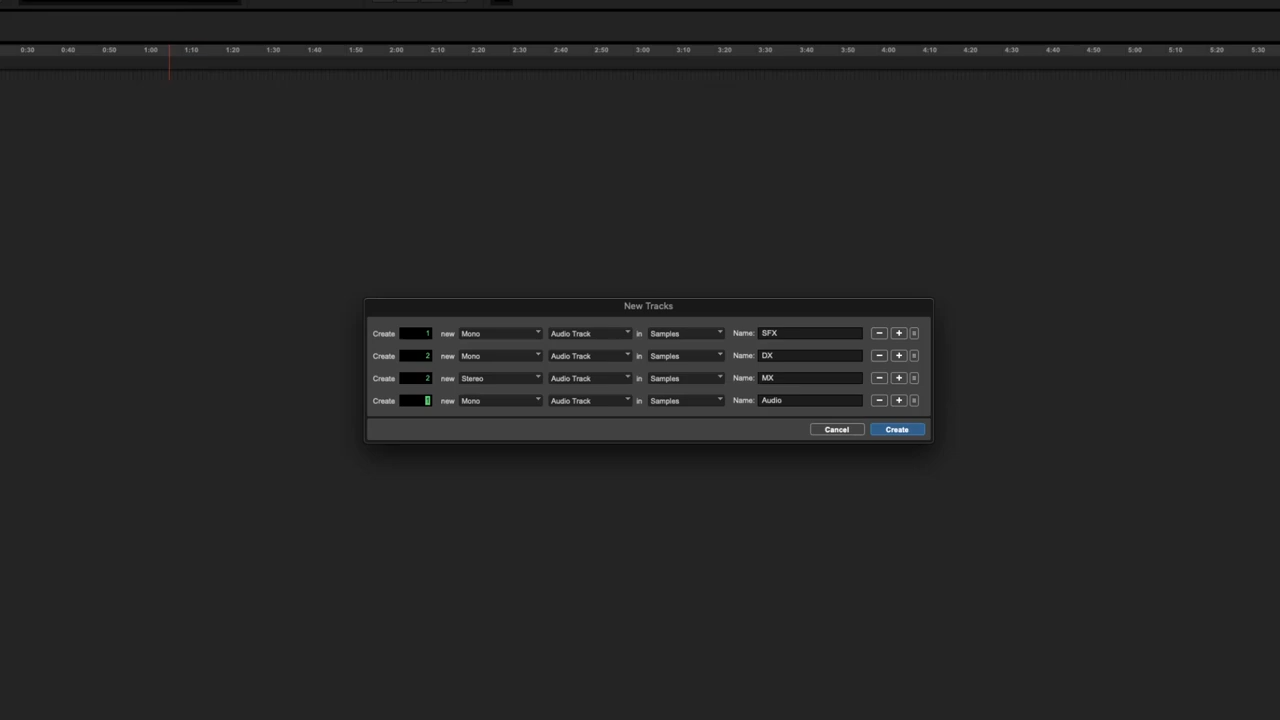 0:30 0:40 0:50 1:00 1:10 1:20 1:30 1:40 1:50 2:00 2:10 2:20 2:30 2:40 2:50 3:00 3:10 3:20 3:30 3:40 3:50 4:00 4:10 4:20 4:30 4:40 4:50 5:00 5:10 5:20 5:30
New Tracks
Create 1 new Mono Audio Track in Samples Name: SFX
Create 2 new Mono Audio Track in Samples Name: DX
Create 2 new Stereo Audio Track in Samples Name: MX
Create 1 new Mono Audio Track in Samples Name: Audio
Cancel Create